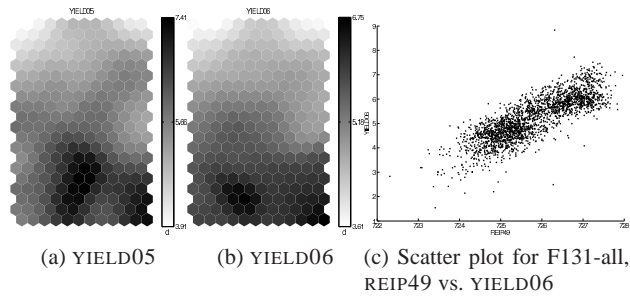 YIELD05
7.41
5.66
3.91
d
YIELD06
6.75
5.18
3.61
d
9
8
7
6
5
4
3
2
1
YIELD06
722 723 724 725 726 727 728
REIP49
(a) YIELD05
(b) YIELD06
(c) Scatter plot for F131-all,
REIP49 vs. YIELD06